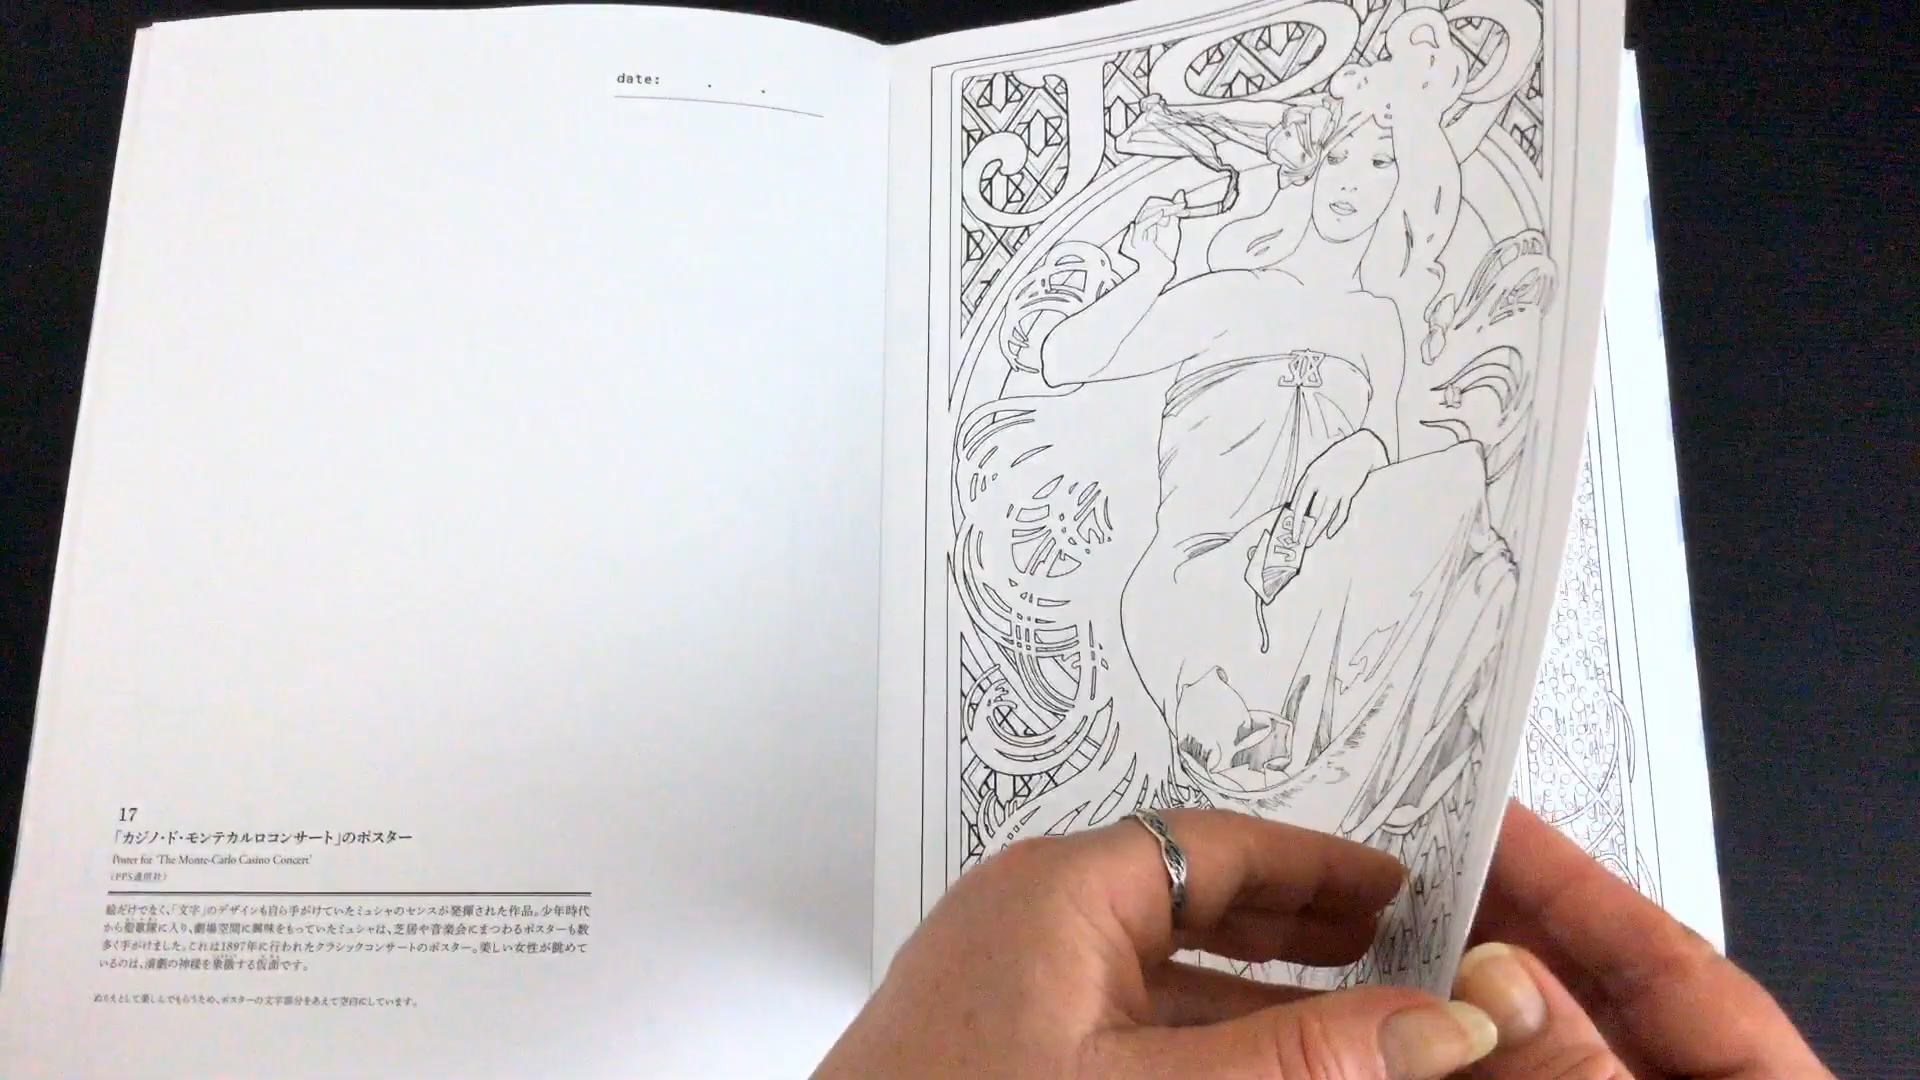 date: . .
JOB
JOB
JOB
17
「カジノ・ド・モンテカルロコンサート」のポスター
Poster for 'The Monte-Carlo Casino Concert'
（PPS通信社）
絵だけでなく、「文字」のデザインも自ら手がけていたミュシャのセンスが発揮された作品。少年時代
から聖歌隊に入り、劇場空間に興味をもっていたミュシャは、芝居や音楽会にまつわるポスターも数
多く手がけました。これは1897年に行われたクラシックコンサートのポスター。美しい女性が眺めて
いるのは、演劇の神様を象徴する仮面です。
ぬりえとして楽しんでもらうため、ポスターの文字部分をあえて空白にしています。